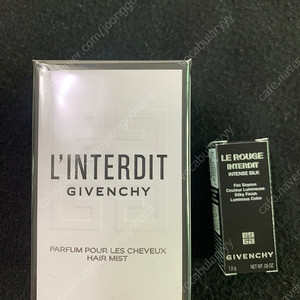 L'INTERDIT
GIVENCHY
PARFUM POUR LES CHEVEUX
HAIR MIST
LE ROUGE
INTERDIT
INTENSE SILK
Fini Soyeux
Couleur Lumineuse
Silky Finish
Luminous Color
GIVENCHY